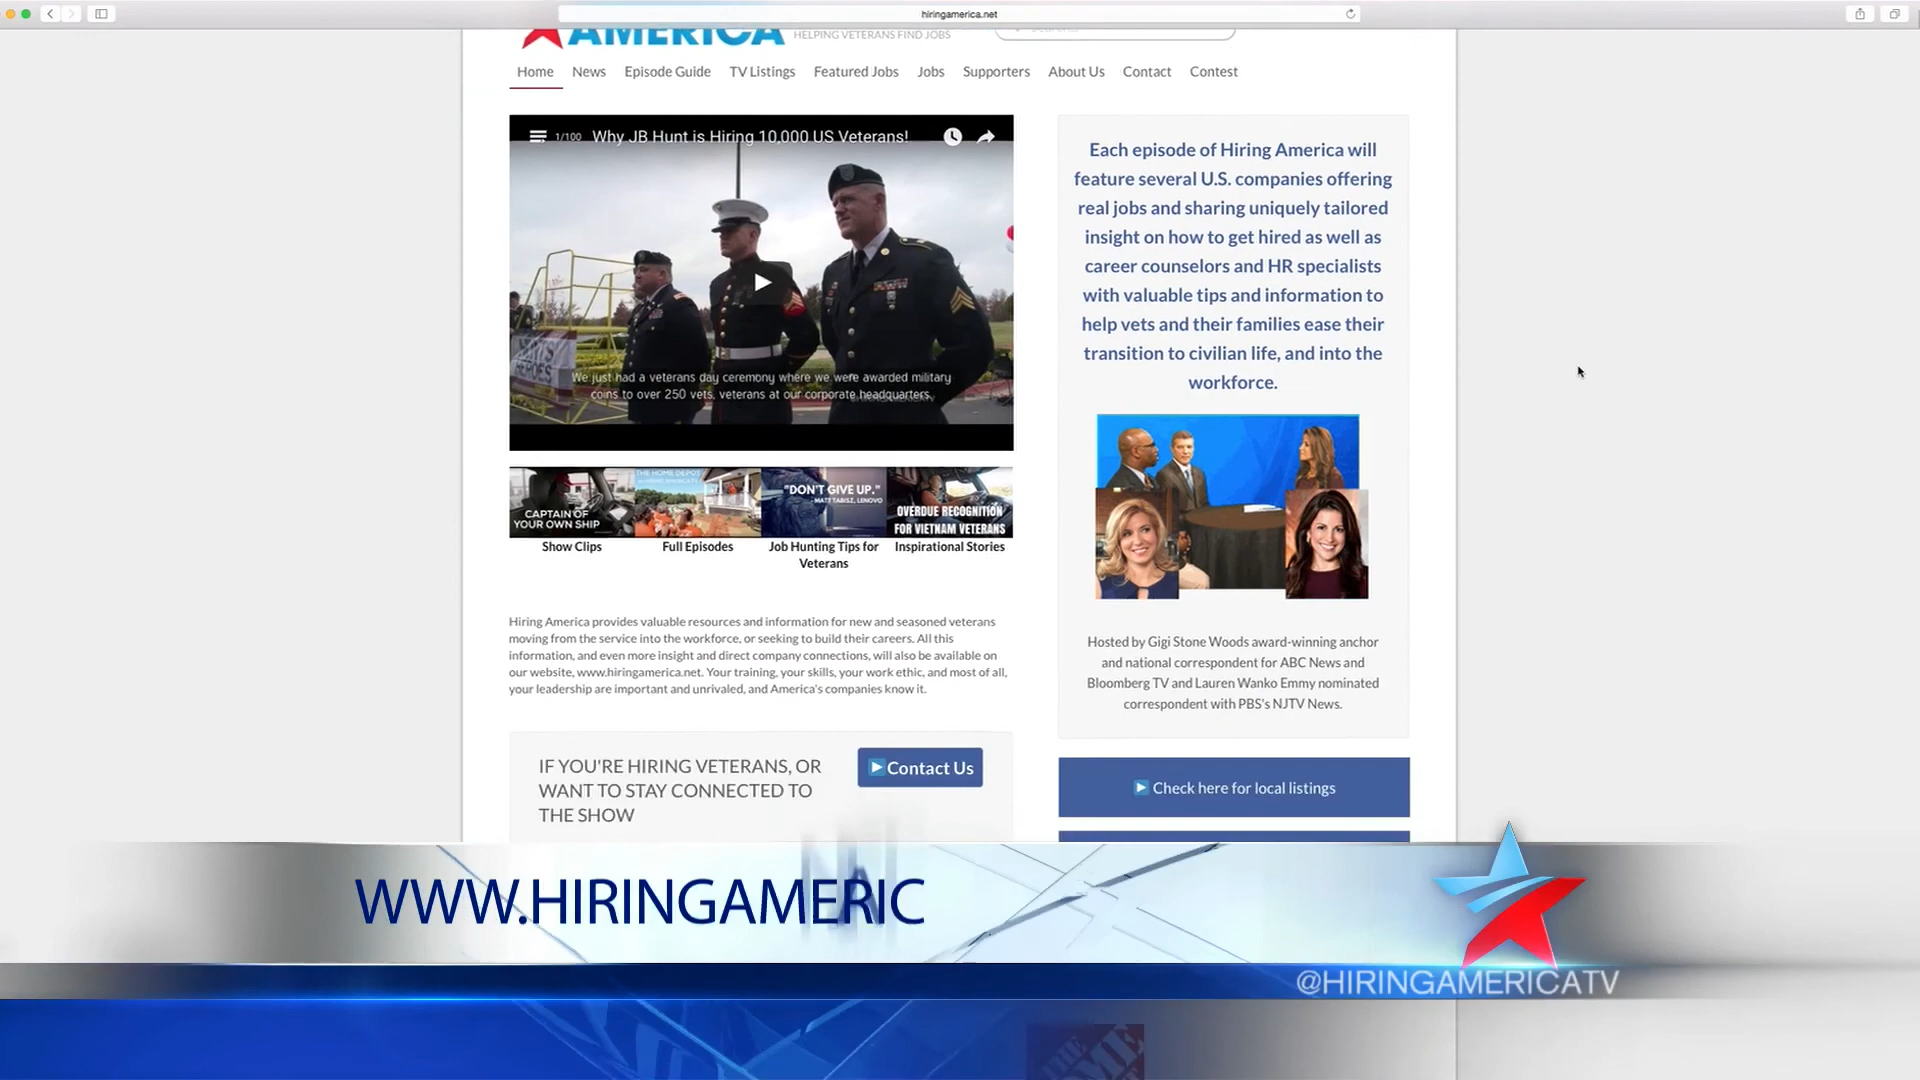 hiringamerica.net
AMERICA
HELPING VETERANS FIND JOBS
Home News Episode Guide TV Listings Featured Jobs Jobs Supporters About Us Contact Contest
1/100 Why JB Hunt is Hiring 10,000 US Veterans!
We just had a veterans day ceremony where we were awarded military
coins to over 250 vets, veterans at our corporate headquarters.
CAPTAIN OF
YOUR OWN SHIP
Show Clips
THE HOME DEPOT
Full Episodes
"DON'T GIVE UP."
- MATT TABISZ, LENOVO
Job Hunting Tips for
Veterans
OVERDUE RECOGNITION
FOR VIETNAM VETERANS
Inspirational Stories
Hiring America provides valuable resources and information for new and seasoned veterans
moving from the service into the workforce, or seeking to build their careers. All this
information, and even more insight and direct company connections, will also be available on
our website, www.hiringamerica.net. Your training, your skills, your work ethic, and most of all,
your leadership are important and unrivaled, and America's companies know it.
IF YOU'RE HIRING VETERANS, OR
WANT TO STAY CONNECTED TO
THE SHOW
Contact Us
Each episode of Hiring America will
feature several U.S. companies offering
real jobs and sharing uniquely tailored
insight on how to get hired as well as
career counselors and HR specialists
with valuable tips and information to
help vets and their families ease their
transition to civilian life, and into the
workforce.
Hosted by Gigi Stone Woods award-winning anchor
and national correspondent for ABC News and
Bloomberg TV and Lauren Wanko Emmy nominated
correspondent with PBS's NJTV News.
Check here for local listings
WWW.HIRINGAMERIC
@HIRINGAMERICATV
THE
HOME